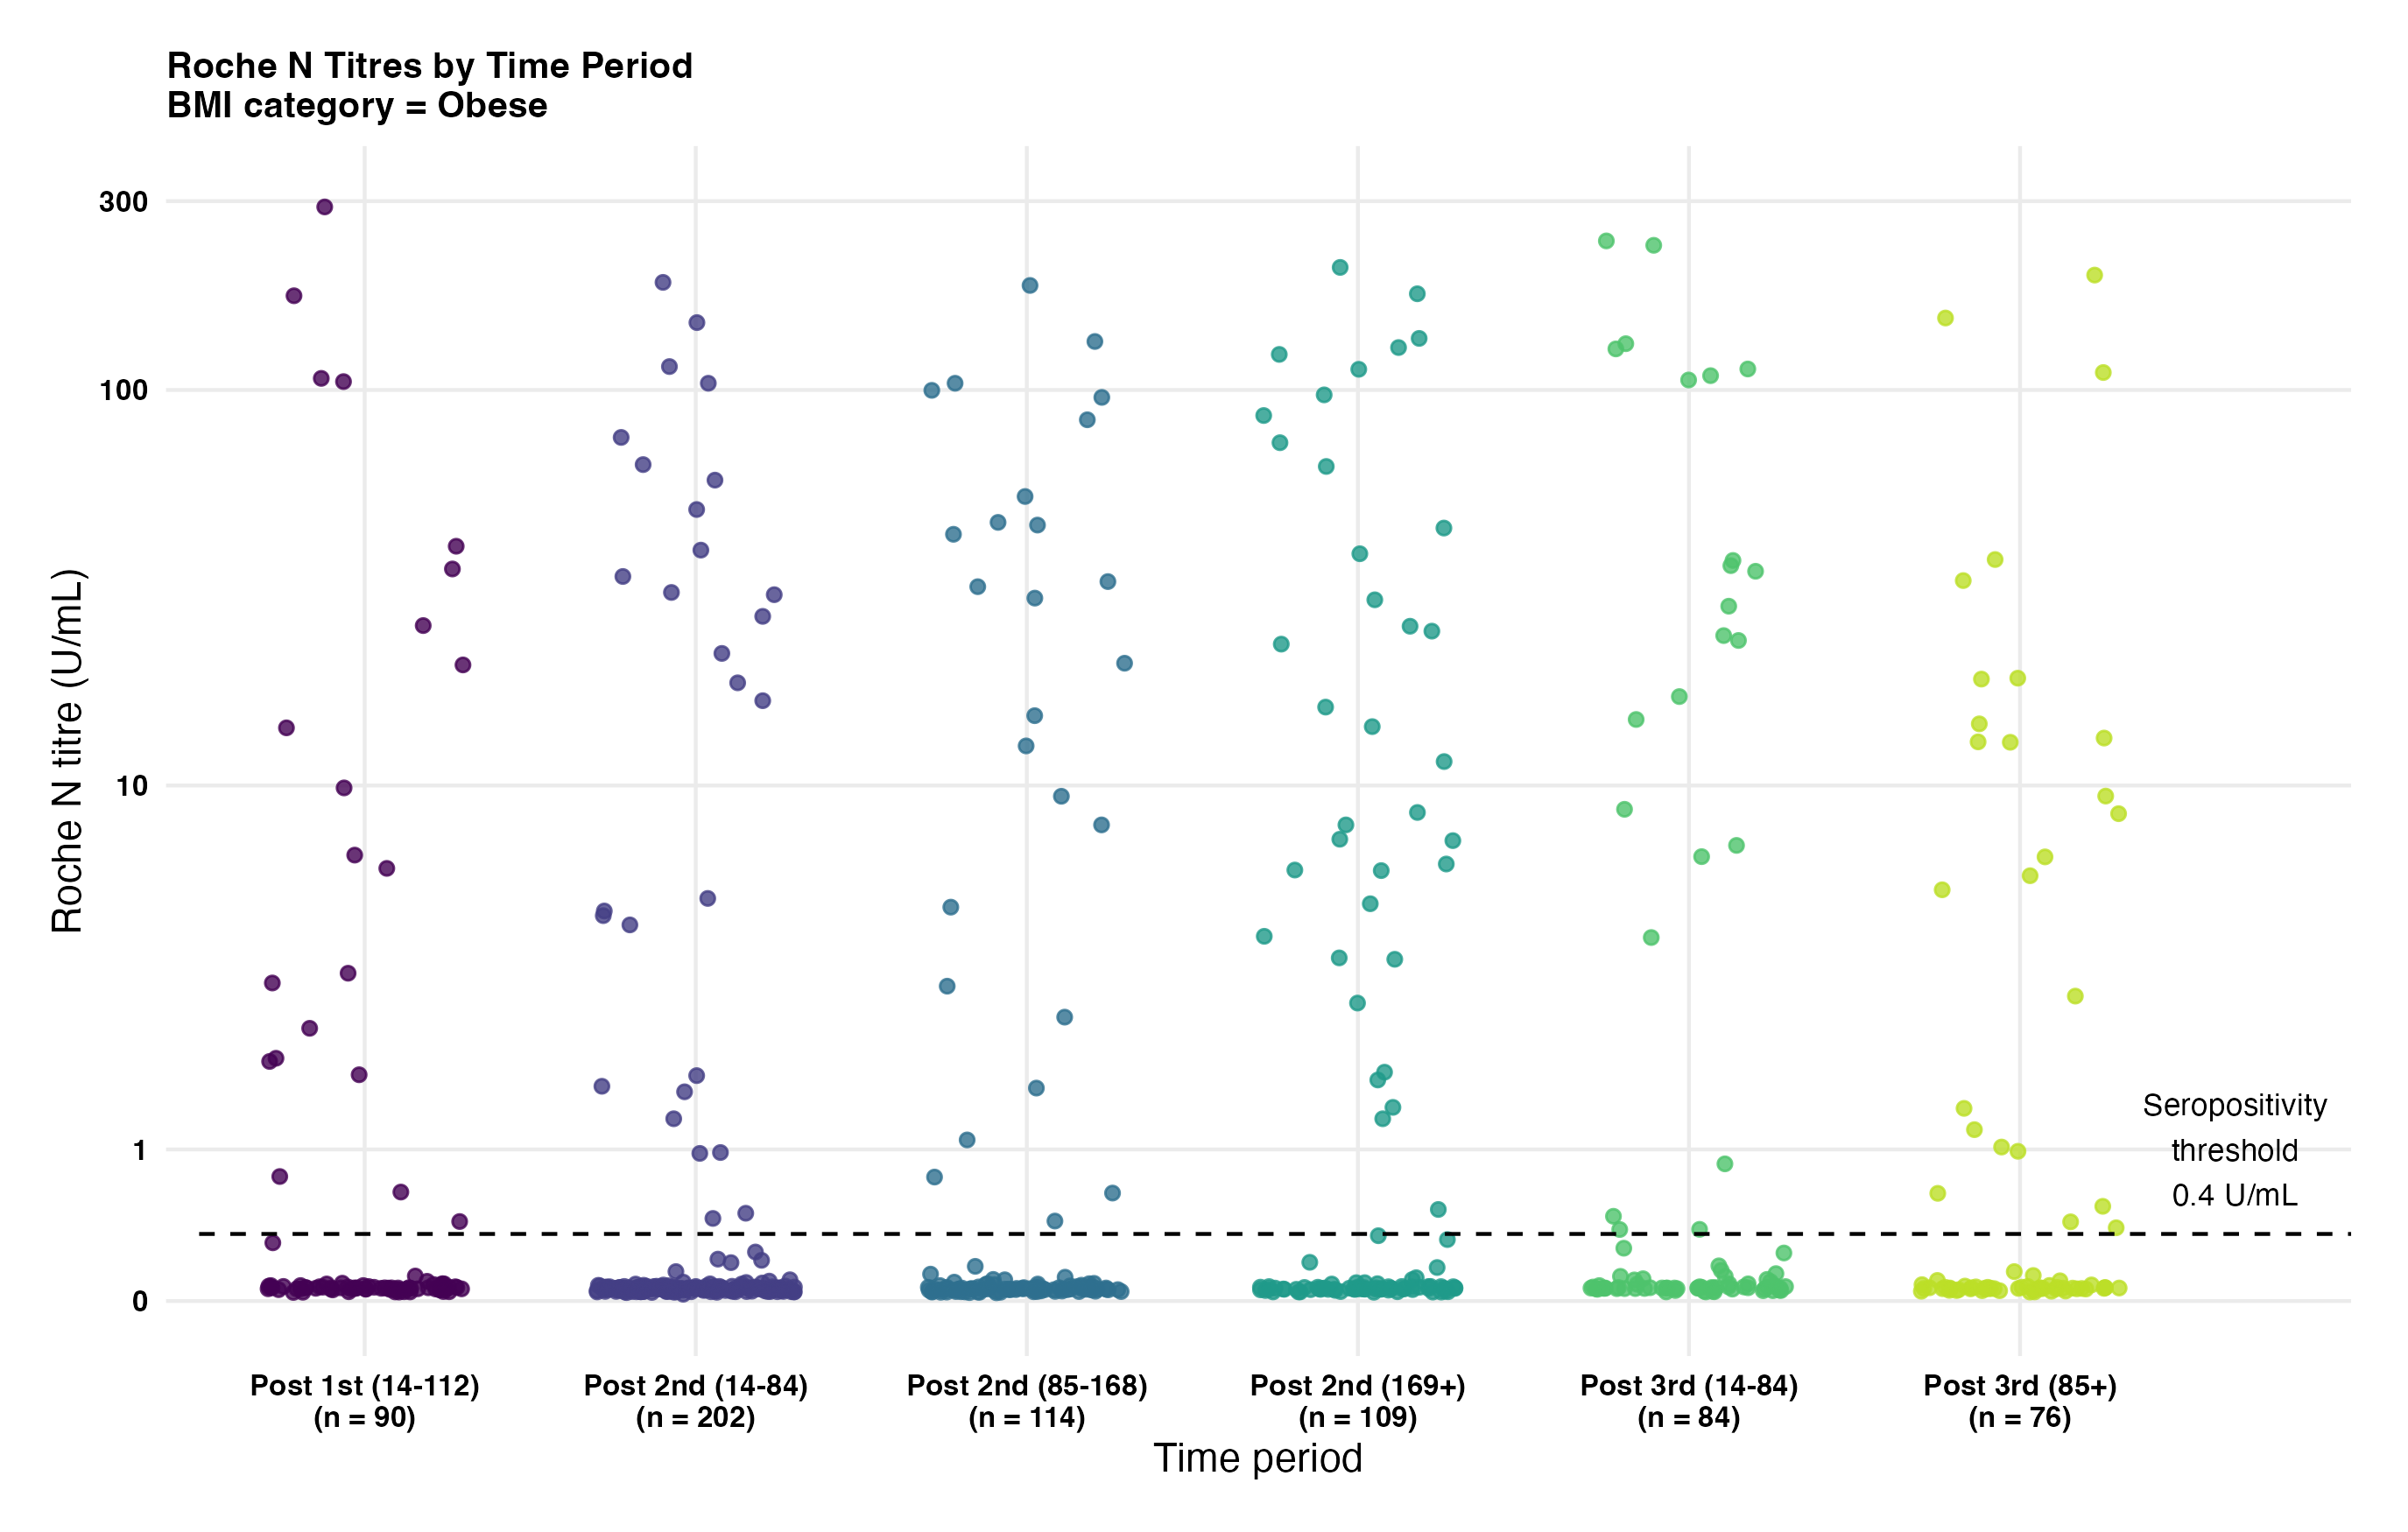 Roche N Titres by Time Period
BMI category = Obese
Roche N titre (U/mL)
300
100
10
1
0
Seropositivity
threshold
0.4 U/mL
Post 1st (14-112)
(n = 90)
Post 2nd (14-84)
(n = 202)
Post 2nd (85-168)
(n = 114)
Post 2nd (169+)
(n = 109)
Post 3rd (14-84)
(n = 84)
Post 3rd (85+)
(n = 76)
Time period